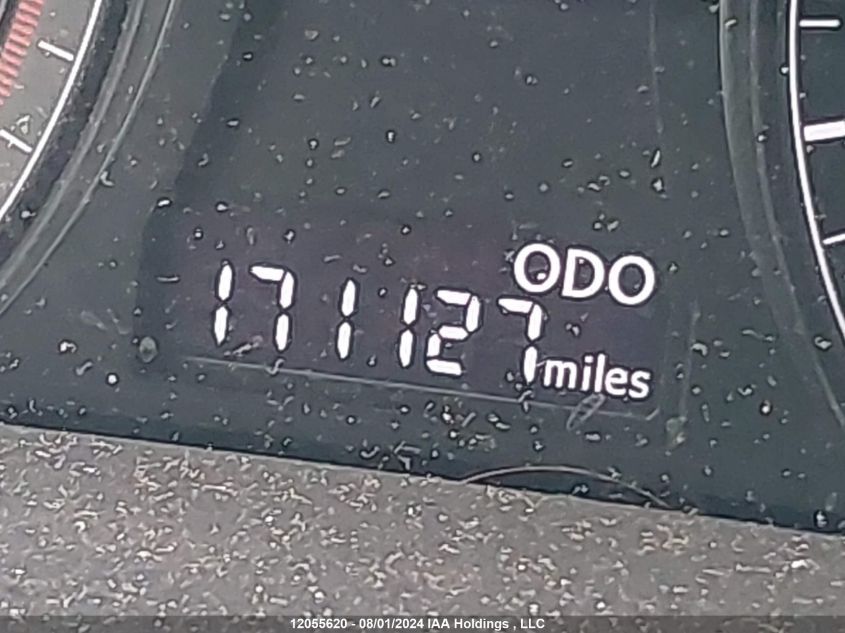 ODO
171127 miles
12055620 - 08/01/2024 IAA Holdings , LLC